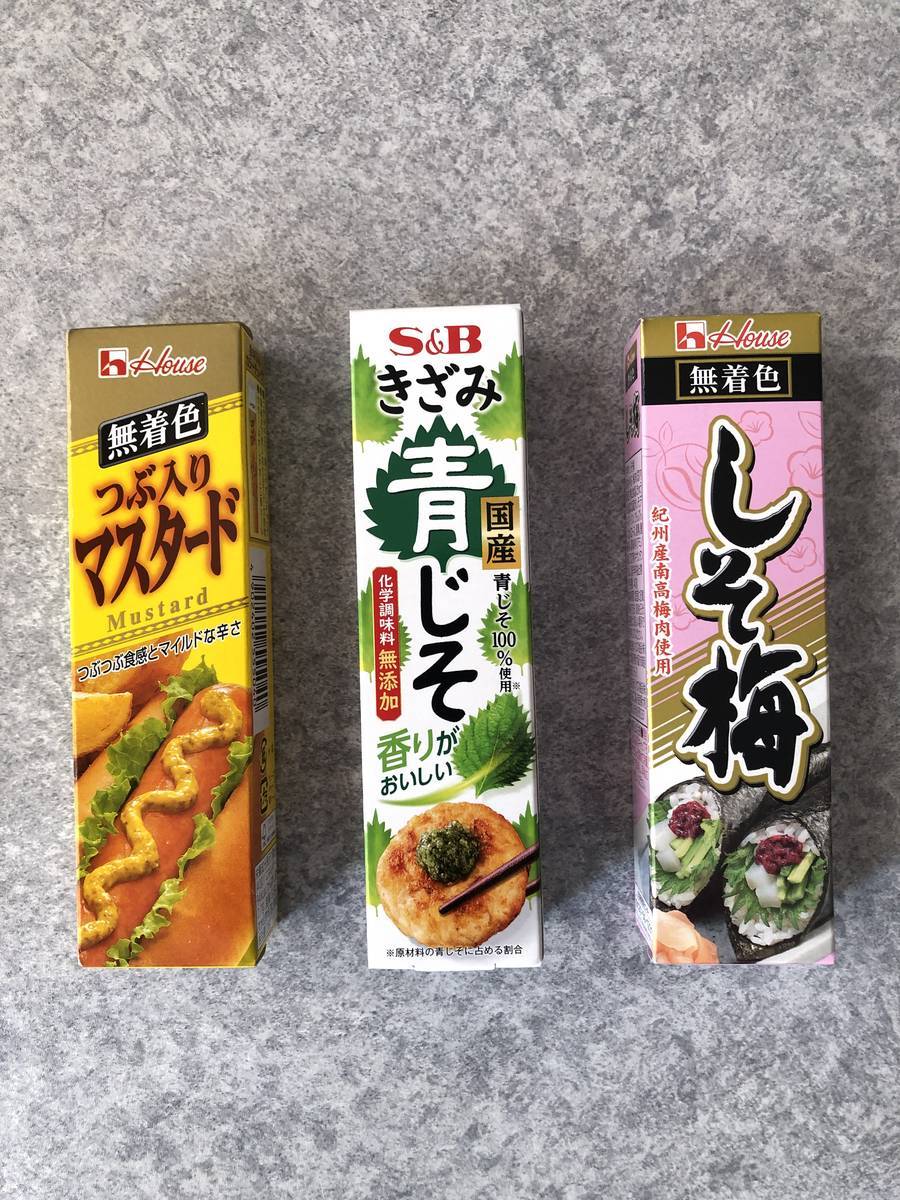 House
無着色
つぶ入り
マスタード
Mustard
つぶつぶ食感とマイルドな辛さ
S&B
きざみ
青じそ
国産
青じそ100%使用※
化学調味料無添加
香りが
おいしい
※原材料の青じそに占める割合
House
無着色
しそ梅
紀州産南高梅肉使用